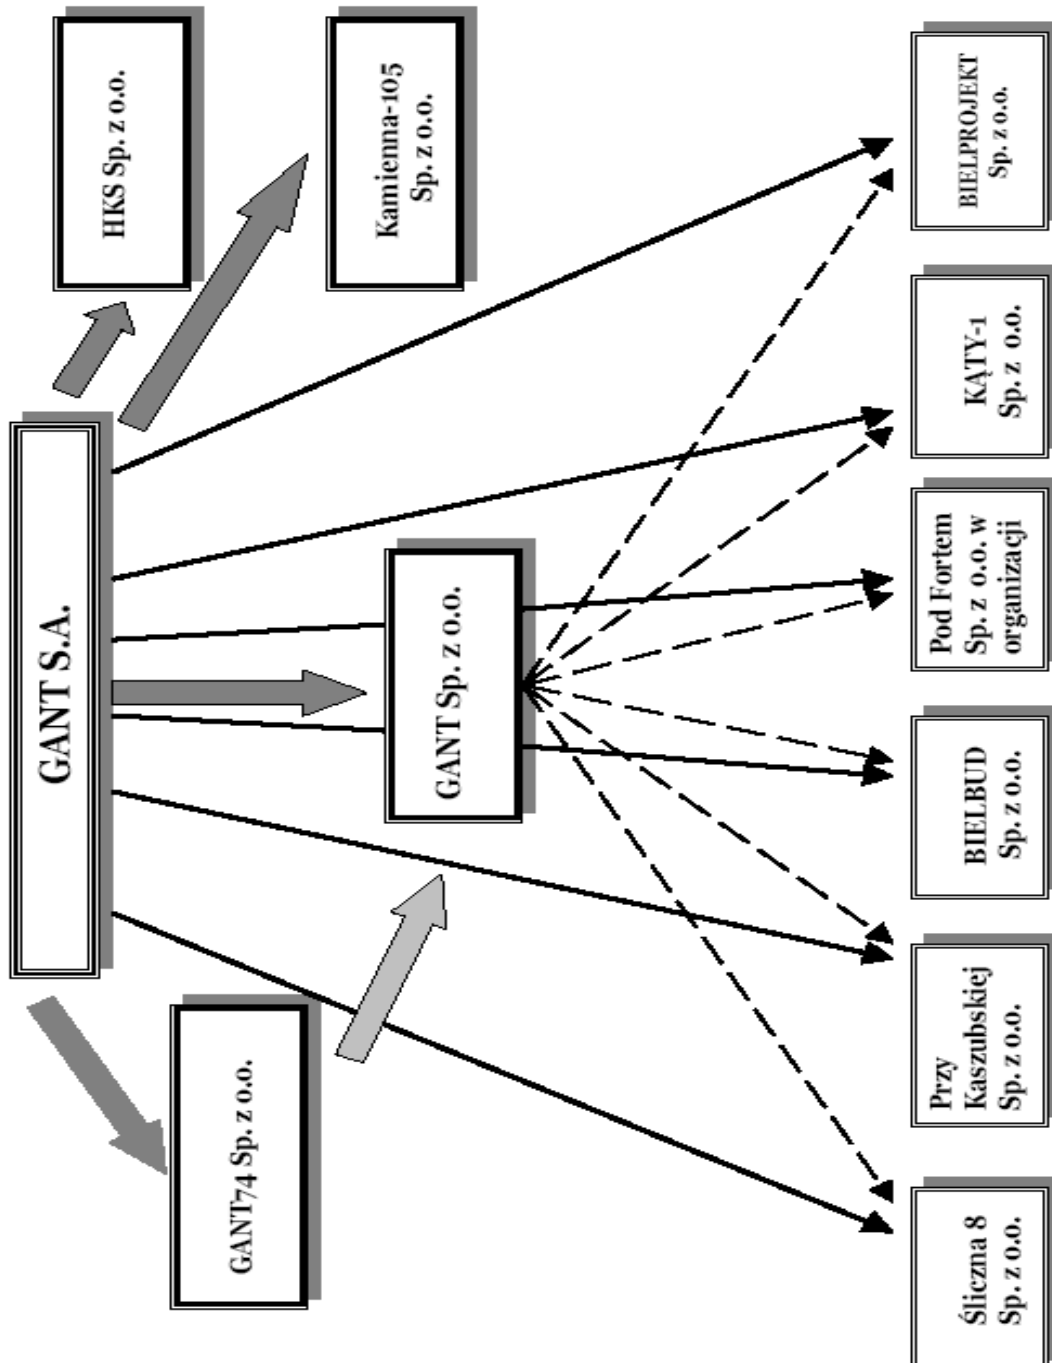 GANT S.A.
HKS Sp. z o.o.
GANT74 Sp. z o.o.
Kamienna-105
Sp. z o.o.
GANT Sp. z o.o.
Śliczna 8
Sp. z o.o.
Przy
Kaszubskiej
Sp. z o.o.
BIELBUD
Sp. z o.o.
Pod Fortem
Sp. z o.o. w
organizacji
KĄTY-1
Sp. z o.o.
BIELPROJEKT
Sp. z o.o.